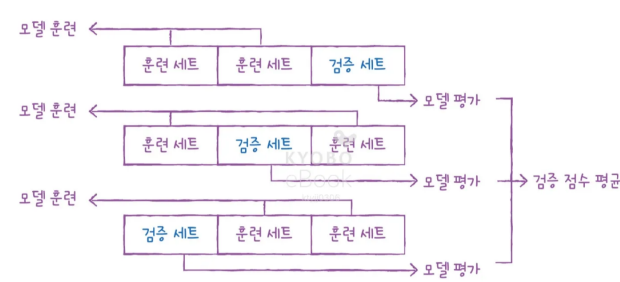 모델 훈련
훈련 세트 훈련 세트 검증 세트
모델 평가
모델 훈련
훈련 세트 검증 세트 훈련 세트
KYOBO
eBook
모델 평가
검증 점수 평균
모델 훈련
검증 세트 훈련 세트 훈련 세트
모델 평가